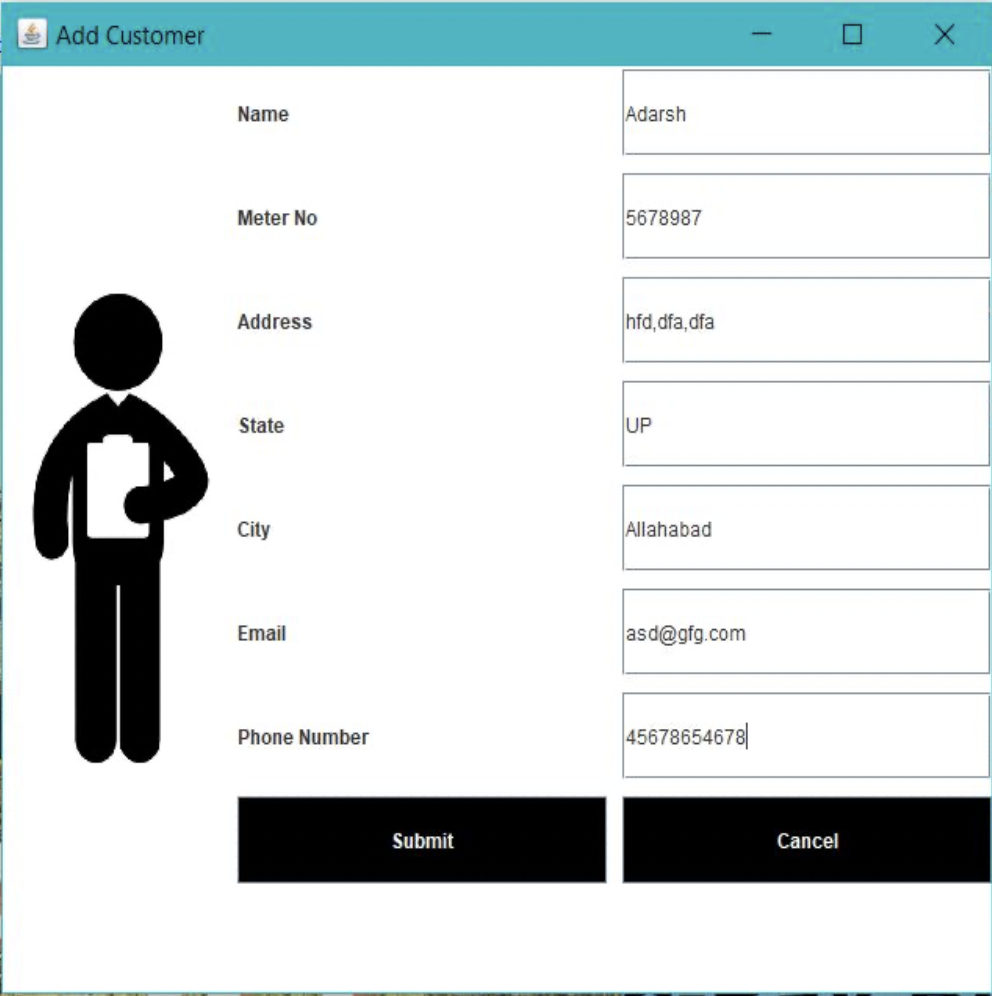 Add Customer
Name Adarsh
Meter No 5678987
Address hfd,dfa,dfa
State UP
City Allahabad
Email asd@gfg.com
Phone Number 45678654678
Submit Cancel